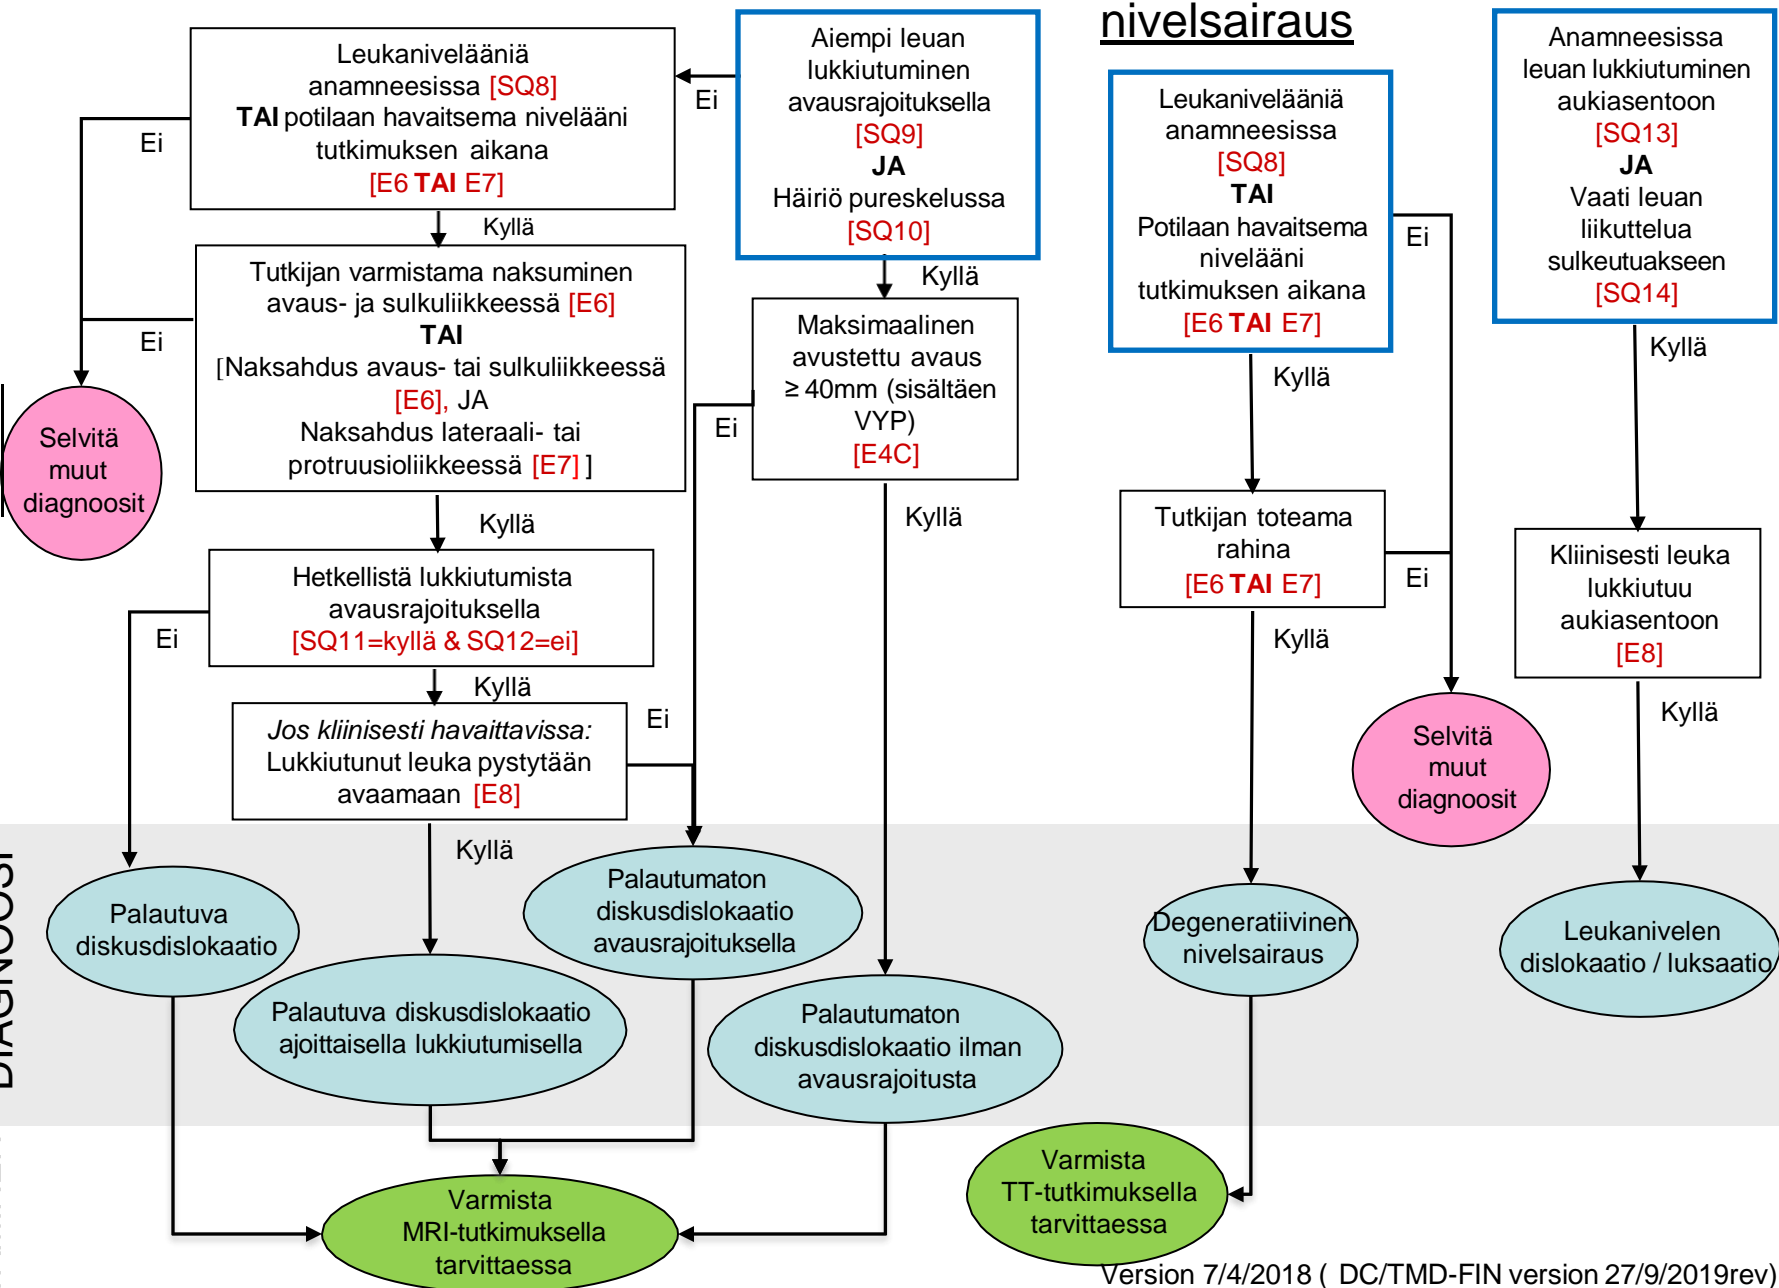 nivelsairaus
Leukanivelääniä
anamneesissa [SQ8]
TAI potilaan havaitsema nivelääni
tutkimuksen aikana
[E6 TAI E7]
Ei
Ei
Aiempi leuan
lukkiutuminen
avausrajoituksella
[SQ9]
JA
Häiriö pureskelussa
[SQ10]
Kyllä
Kyllä
Tutkijan varmistama naksuminen
avaus- ja sulkuliikkeessä [E6]
TAI
[Naksahdus avaus- tai sulkuliikkeessä
[E6], JA
Naksahdus lateraali- tai
protruusioliikkeessä [E7] ]
Ei
Kyllä
Selvitä
muut
diagnoosit
Maksimaalinen
avustettu avaus
≥ 40mm (sisältäen
VYP)
[E4C]
Ei
Kyllä
Hetkellistä lukkiutumista
avausrajoituksella
[SQ11=kyllä & SQ12=ei]
Ei
Kyllä
Jos kliinisesti havaittavissa:
Lukkiutunut leuka pystytään
avaamaan [E8]
Ei
Kyllä
Leukanivelääniä
anamneesissa
[SQ8]
TAI
Potilaan havaitsema
nivelääni
tutkimuksen aikana
[E6 TAI E7]
Ei
Kyllä
Tutkijan toteama
rahina
[E6 TAI E7]
Ei
Kyllä
Selvitä
muut
diagnoosit
Anamneesissa
leuan lukkiutuminen
aukiasentoon
[SQ13]
JA
Vaati leuan
liikuttelua
sulkeutuakseen
[SQ14]
Kyllä
Kliinisesti leuka
lukkiutuu
aukiasentoon
[E8]
Kyllä
DIAGNOOSI
Palautuva
diskusdislokaatio
Palautuva diskusdislokaatio
ajoittaisella lukkiutumisella
Palautumaton
diskusdislokaatio
avausrajoituksella
Palautumaton
diskusdislokaatio ilman
avausrajoitusta
Degeneratiivinen
nivelsairaus
Leukanivelen
dislokaatio / luksaatio
Varmista
MRI-tutkimuksella
tarvittaessa
Varmista
TT-tutkimuksella
tarvittaessa
Version 7/4/2018 ( DC/TMD-FIN version 27/9/2019rev)